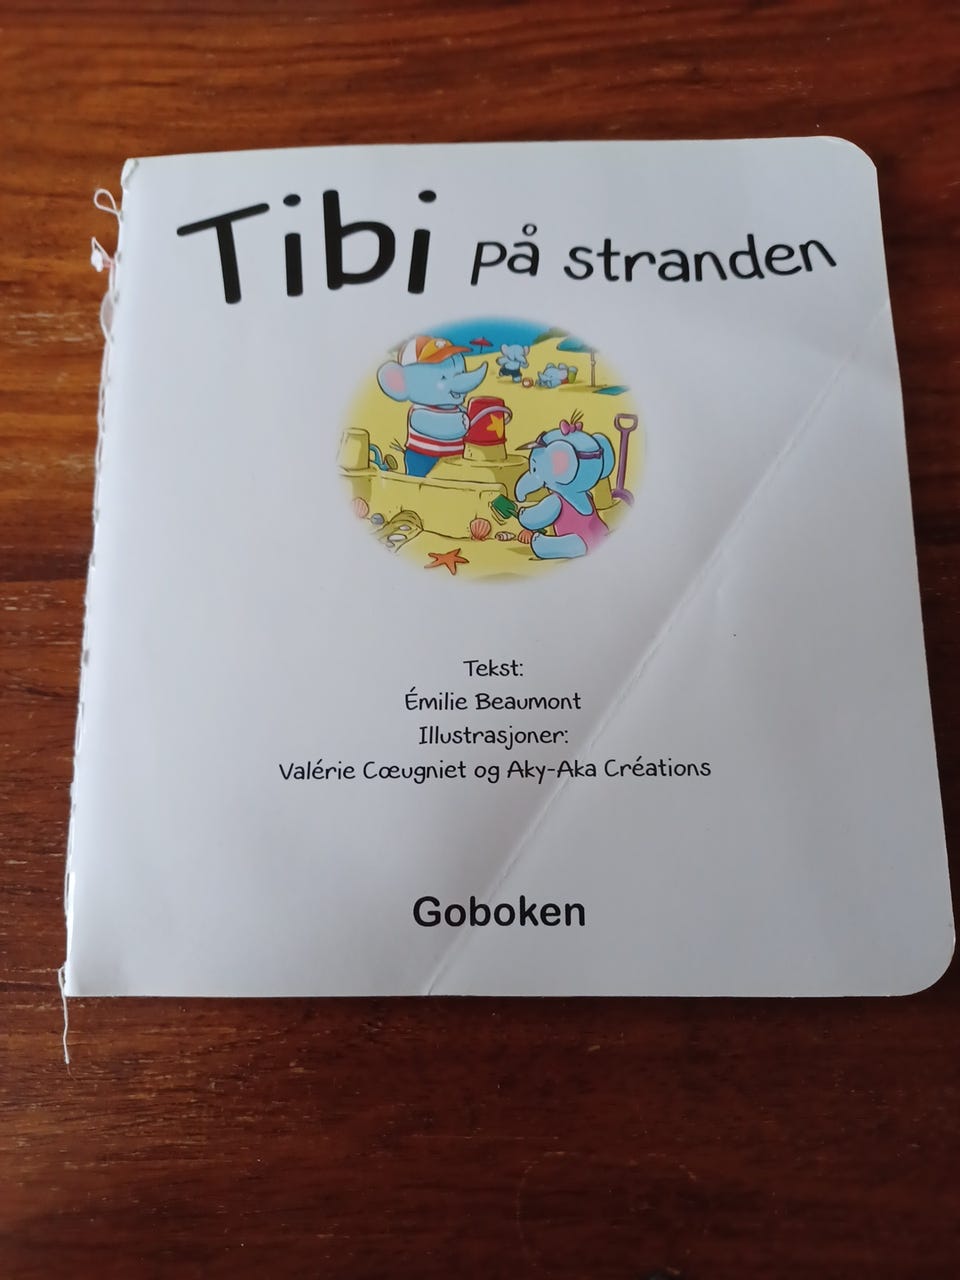 Tibi på stranden
Tekst:
Émilie Beaumont
Illustrasjoner:
Valérie Cœugniet og Aky-Aka Créations
Goboken